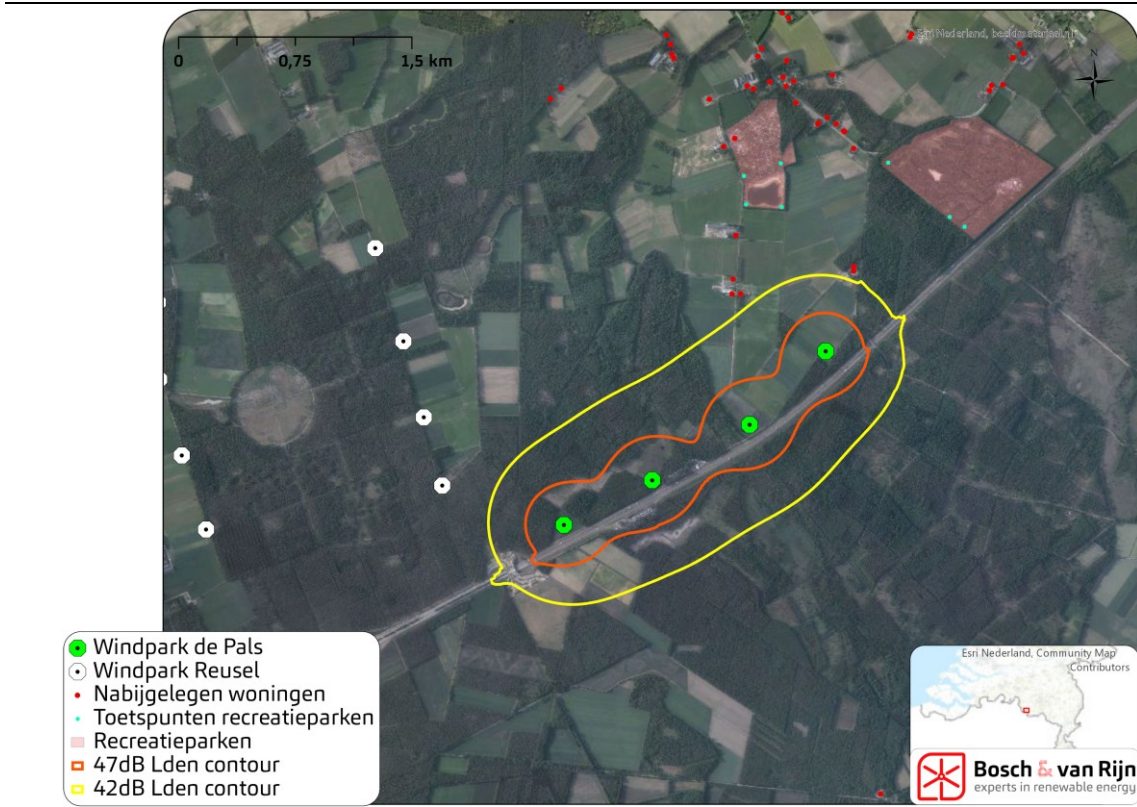 Esri Nederland, beeldmateriaal.nl
0 0,75 1,5 km
N
Windpark de Pals
Windpark Reusel
Nabijgelegen woningen
Toetspunten recreatieparken
Recreatieparken
47dB Lden contour
42dB Lden contour
Esri Nederland, Community Map
Contributors
Bosch & van Rijn
experts in renewable energy